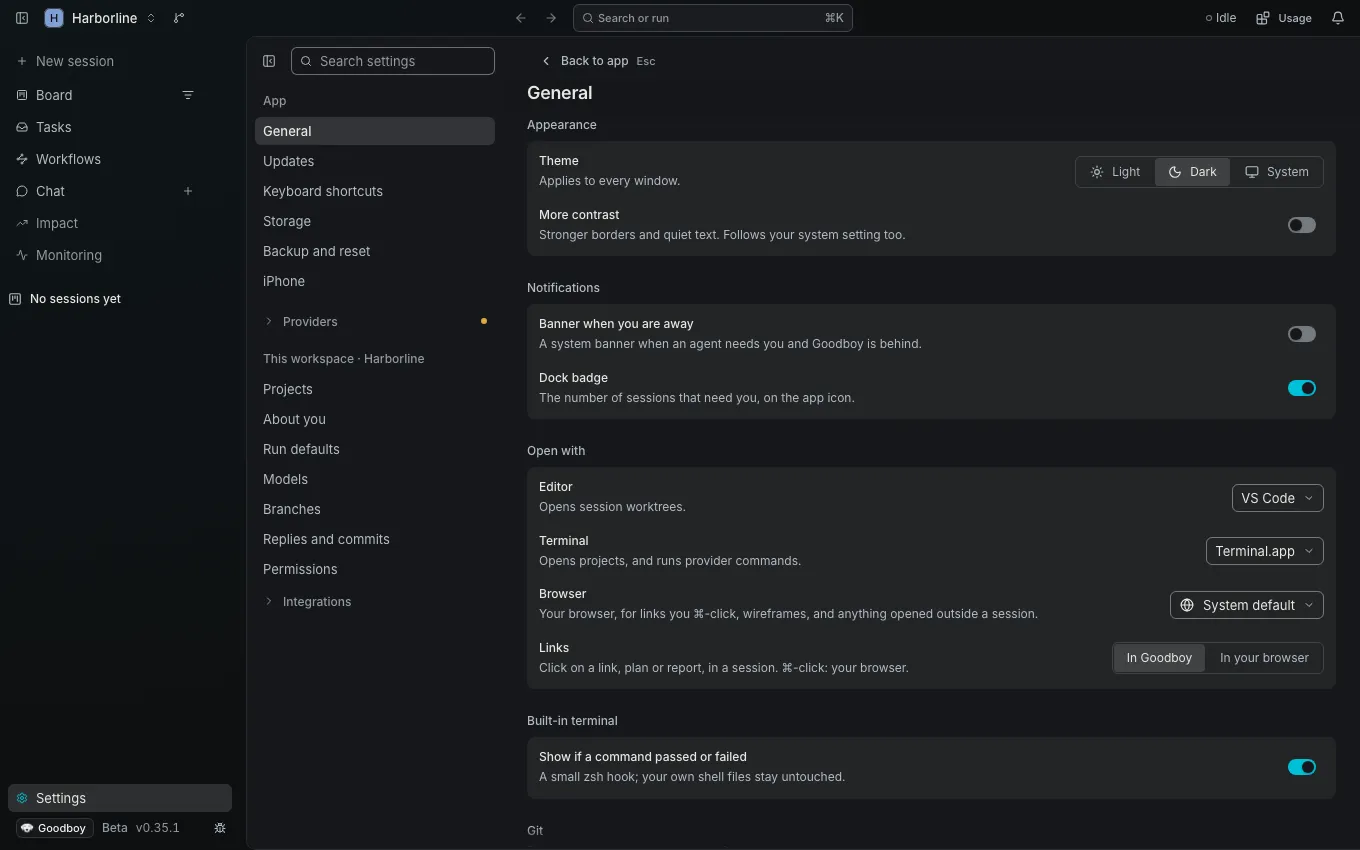 H Harborline
Search or run ⌘K
Idle
Usage
New session
Board
Tasks
Workflows
Chat
Impact
Monitoring
No sessions yet
Settings
Goodboy Beta v0.35.1
Search settings
App
General
Updates
Keyboard shortcuts
Storage
Backup and reset
iPhone
Providers
This workspace · Harborline
Projects
About you
Run defaults
Models
Branches
Replies and commits
Permissions
Integrations
Back to app Esc
General
Appearance
Theme
Applies to every window.
Light Dark System
More contrast
Stronger borders and quiet text. Follows your system setting too.
Notifications
Banner when you are away
A system banner when an agent needs you and Goodboy is behind.
Dock badge
The number of sessions that need you, on the app icon.
Open with
Editor
Opens session worktrees.
VS Code
Terminal
Opens projects, and runs provider commands.
Terminal.app
Browser
Your browser, for links you ⌘-click, wireframes, and anything opened outside a session.
System default
Links
Click on a link, plan or report, in a session. ⌘-click: your browser.
In Goodboy In your browser
Built-in terminal
Show if a command passed or failed
A small zsh hook; your own shell files stay untouched.
Git